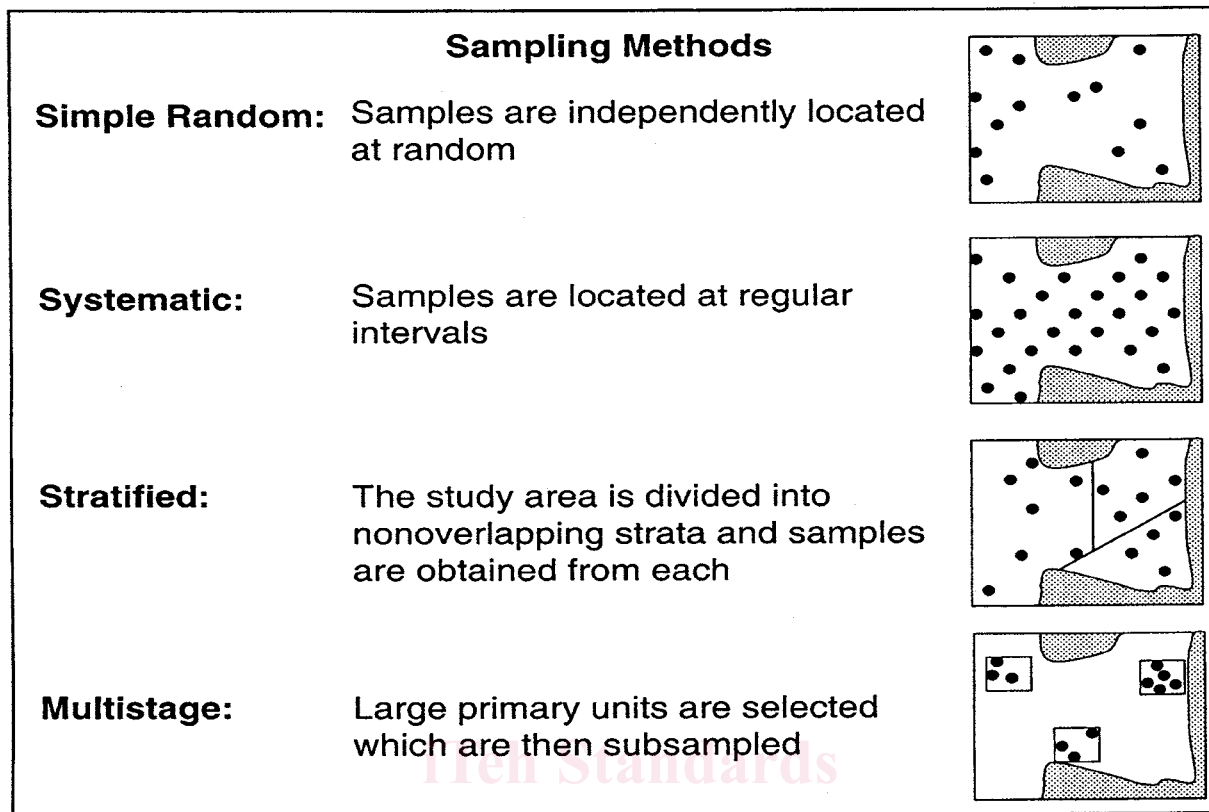 Sampling Methods
Simple Random: Samples are independently located
at random
Systematic: Samples are located at regular
intervals
Stratified: The study area is divided into
nonoverlapping strata and samples
are obtained from each
Multistage: Large primary units are selected
which are then subsampled
iTeh Standards